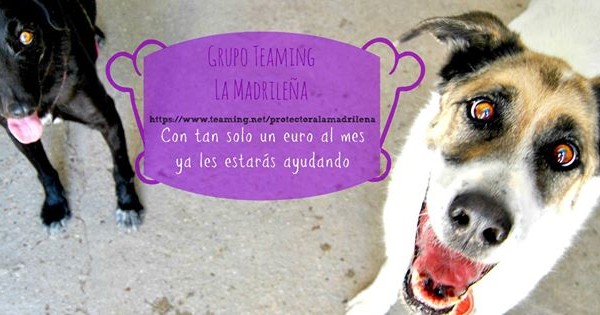 Grupo Teaming
La Madrileña
https://www.teaming.net/protectoralamadrilena
Con tan solo un euro al mes
ya les estarás ayudando